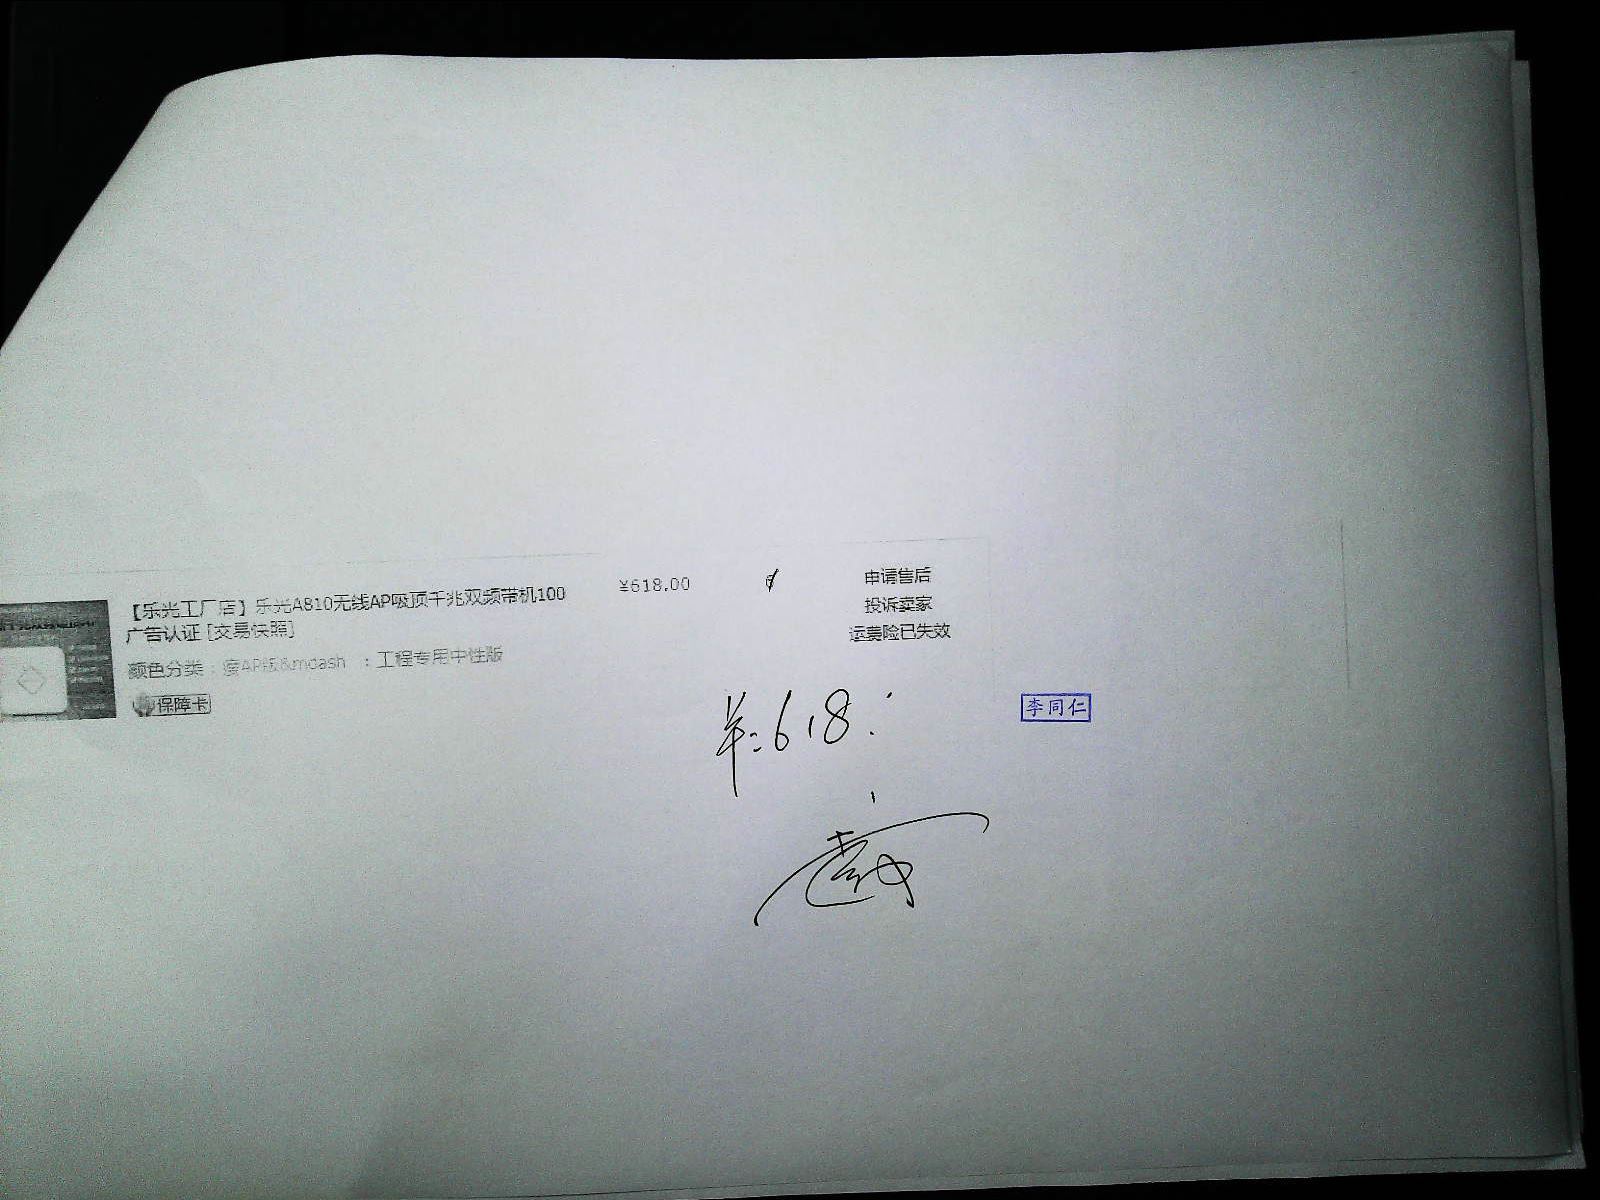 【乐光工厂店】乐光A810无线AP吸顶千兆双频带机100
广告认证 [交易快照]
颜色分类：AP版&mdash ：工程专用中性版
保障卡
¥618.00
申请售后
投诉卖家
运费险已失效
618
李同仁